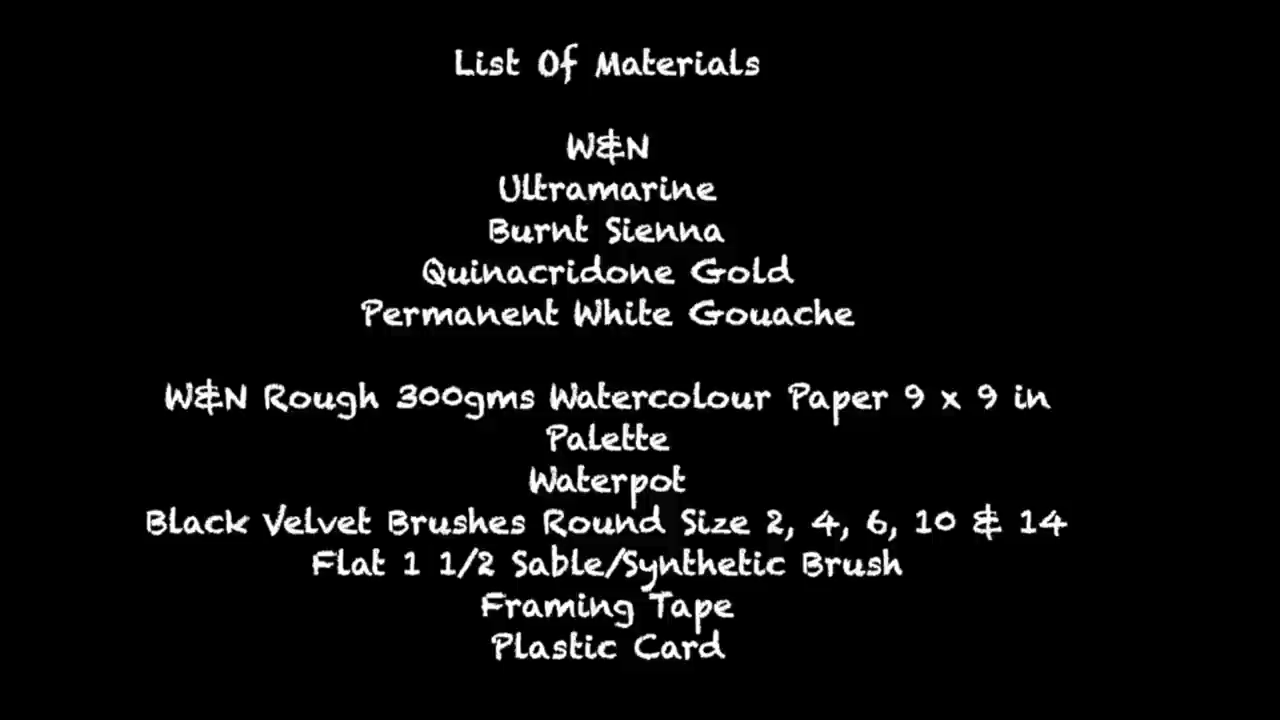 List Of Materials
W&N
Ultramarine
Burnt Sienna
Quinacridone Gold
Permanent White Gouache
W&N Rough 300gms Watercolour Paper 9 x 9 in
Palette
Waterpot
Black Velvet Brushes Round Size 2, 4, 6, 10 & 14
Flat 1 1/2 Sable/Synthetic Brush
Framing Tape
Plastic Card